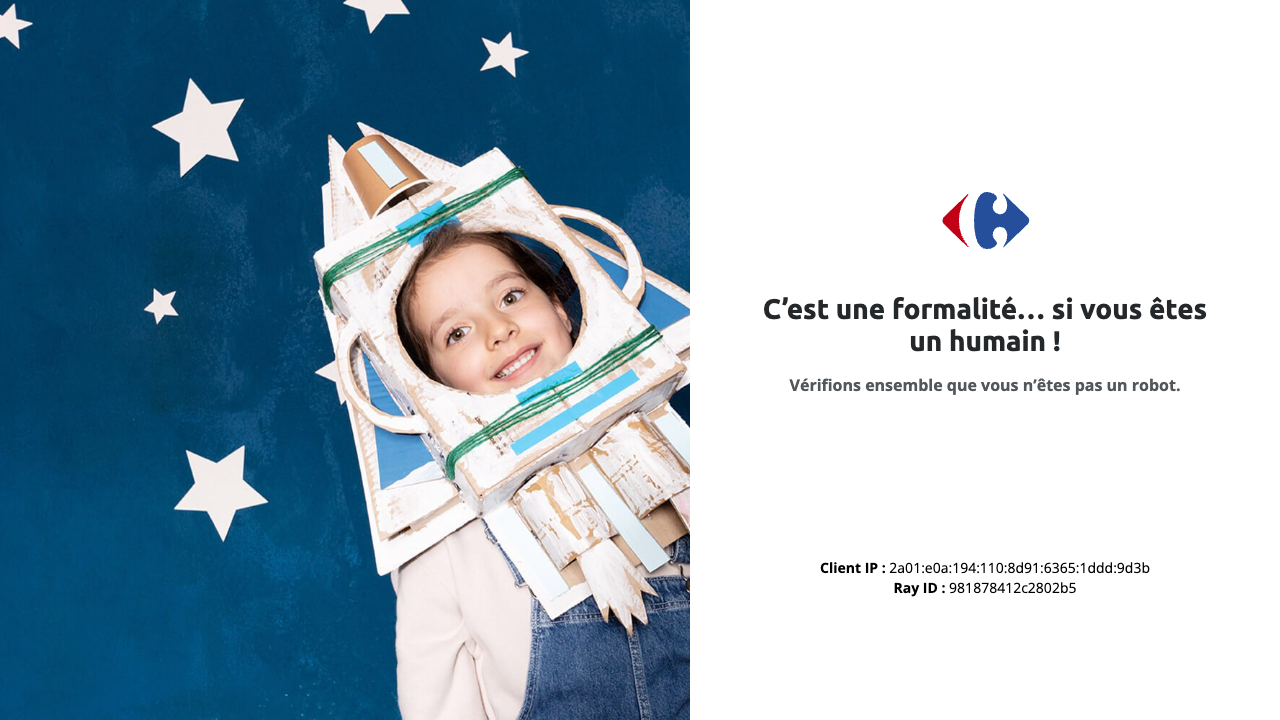 C’est une formalité… si vous êtes
un humain !
Vérifions ensemble que vous n’êtes pas un robot.
Client IP : 2a01:e0a:194:110:8d91:6365:1ddd:9d3b
Ray ID : 981878412c2802b5